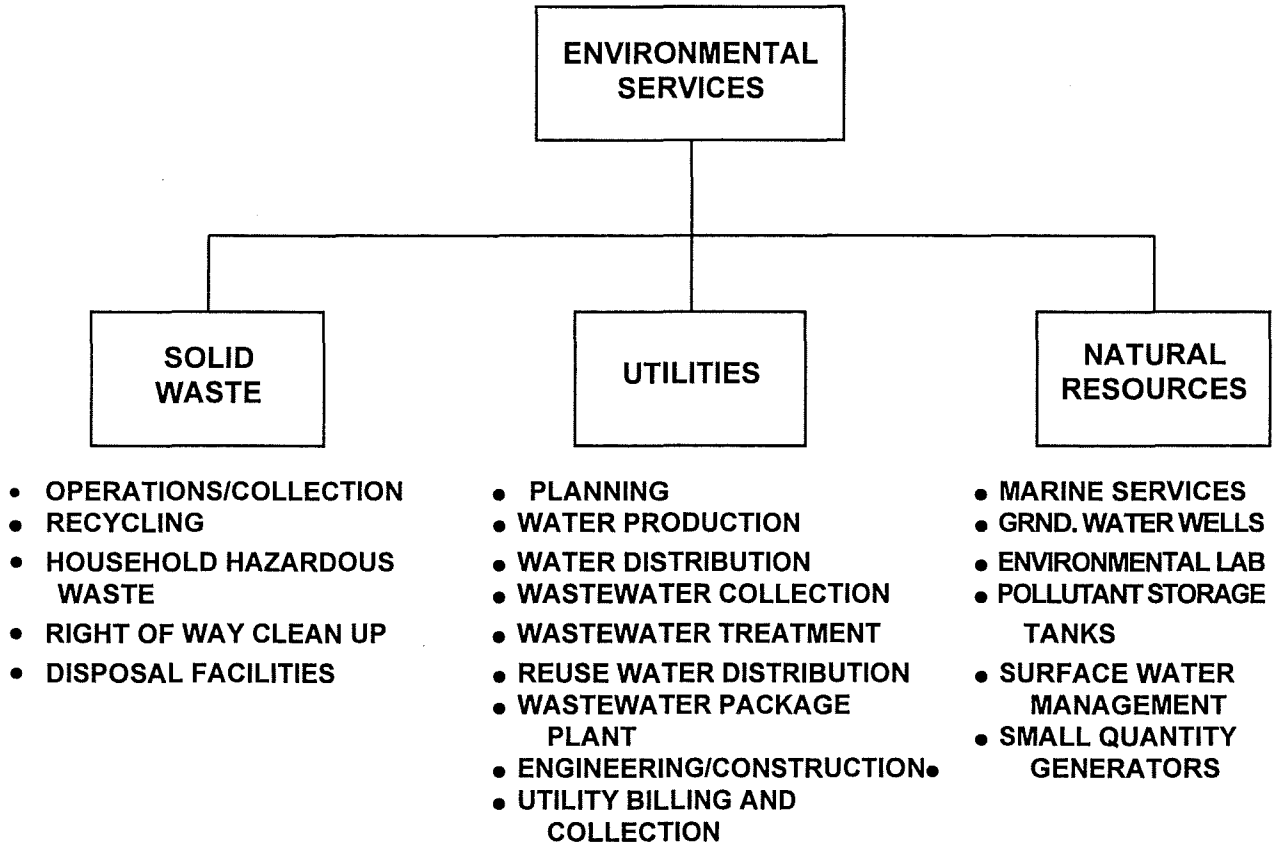 ENVIRONMENTAL
SERVICES
SOLID
WASTE
UTILITIES
NATURAL
RESOURCES
• OPERATIONS/COLLECTION
• RECYCLING
• HOUSEHOLD HAZARDOUS
WASTE
• RIGHT OF WAY CLEAN UP
• DISPOSAL FACILITIES
• PLANNING
• WATER PRODUCTION
• WATER DISTRIBUTION
• WASTEWATER COLLECTION
• WASTEWATER TREATMENT
• REUSE WATER DISTRIBUTION
• WASTEWATER PACKAGE
PLANT
• ENGINEERING/CONSTRUCTION•
• UTILITY BILLING AND
COLLECTION
• MARINE SERVICES
• GRND. WATER WELLS
• ENVIRONMENTAL LAB
• POLLUTANT STORAGE
TANKS
• SURFACE WATER
MANAGEMENT
• SMALL QUANTITY
GENERATORS